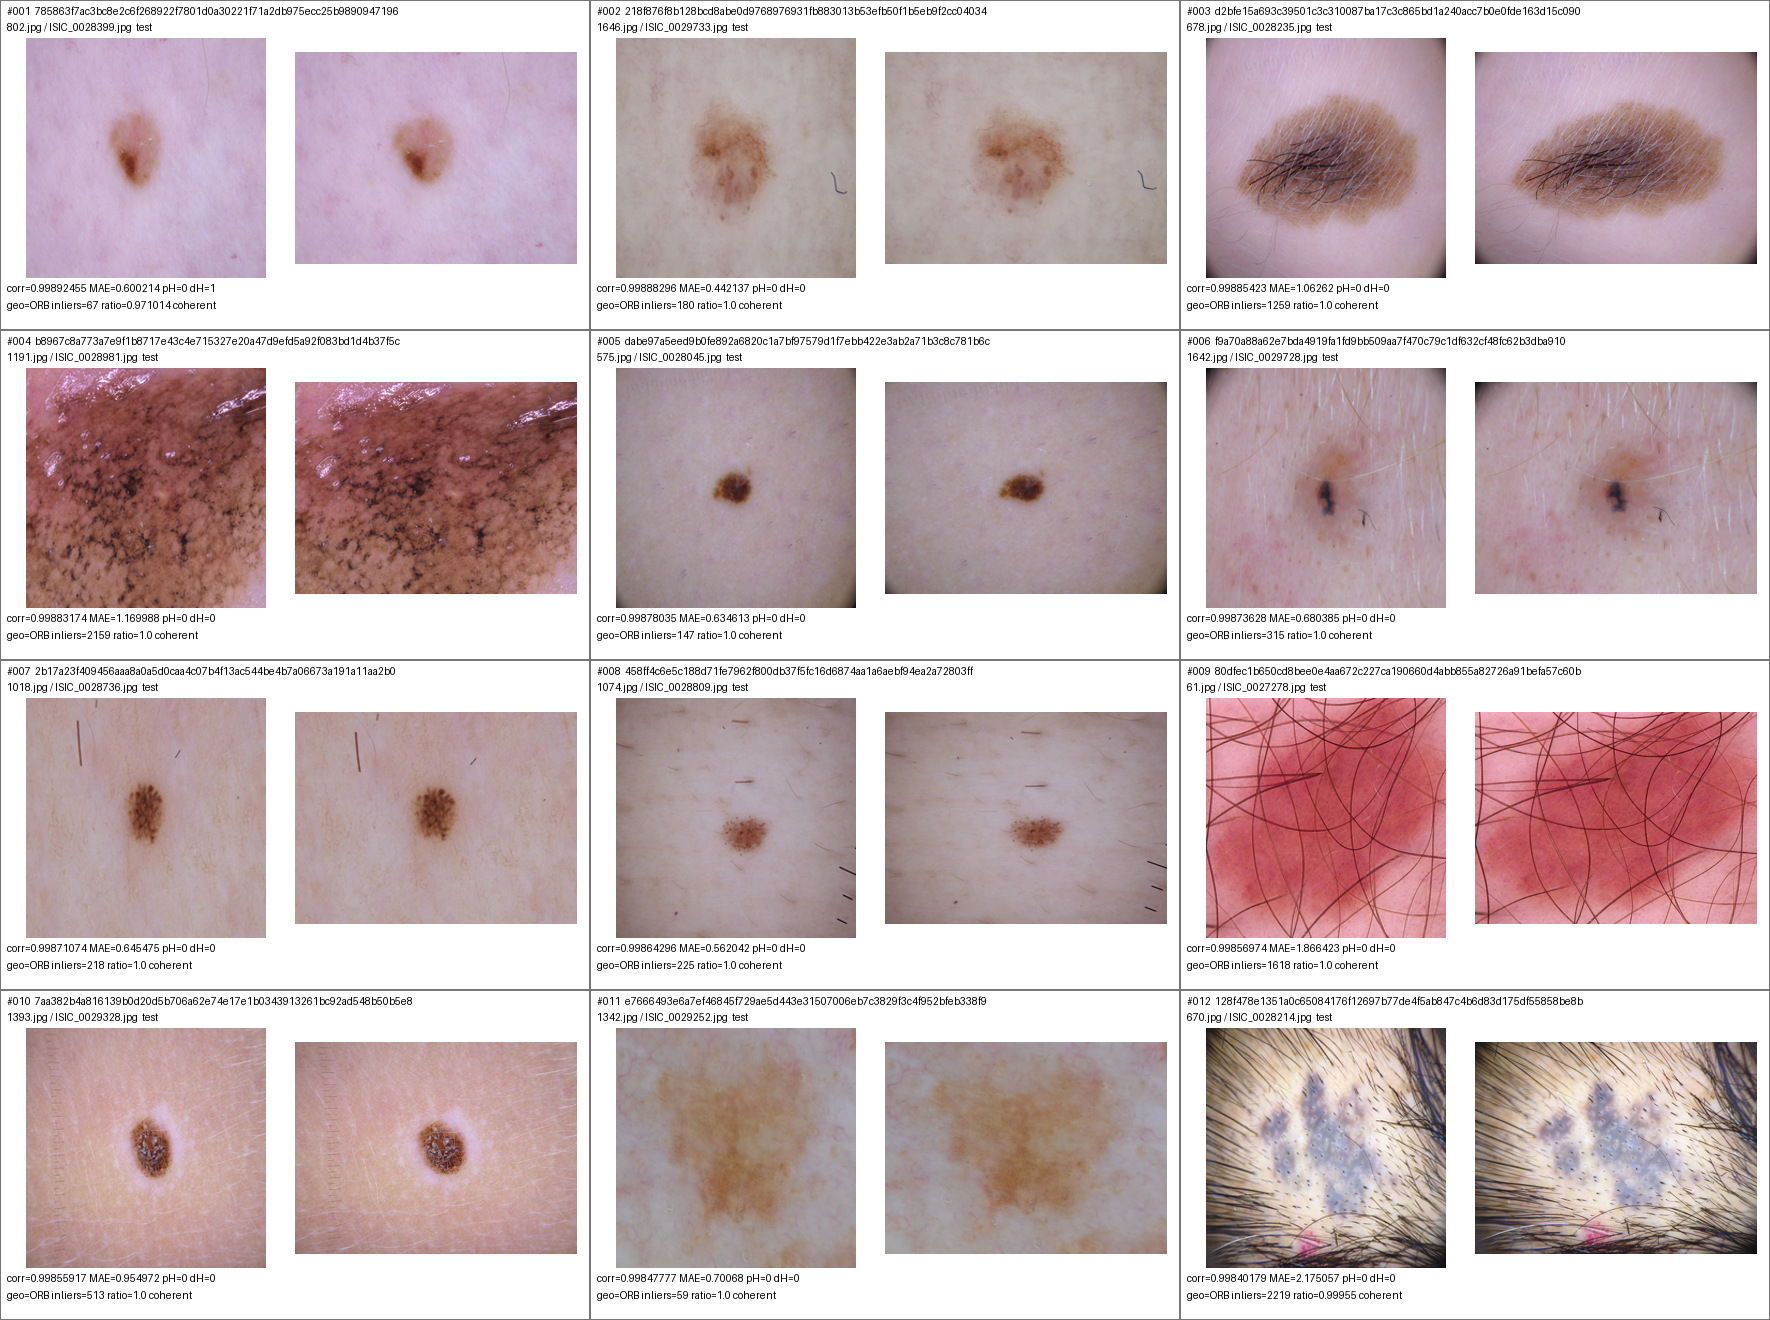 #001 785863f7ac3bc8e2c6f268922f7801d0a30221f71a2db975ecc25b9890947196
802.jpg / ISIC_0028399.jpg test
corr=0.99892455 MAE=0.600214 pH=0 dH=1
geo=ORB inliers=67 ratio=0.971014 coherent
#002 218f876f8b128bcd8abe0d9768976931fb883013b53efb50f1b5eb9f2cc04034
1646.jpg / ISIC_0029733.jpg test
corr=0.99888296 MAE=0.442137 pH=0 dH=0
geo=ORB inliers=180 ratio=1.0 coherent
#003 d2bfe15a693c39501c3c310087ba17c3c865bd1a240acc7b0e0fde163d15c090
678.jpg / ISIC_0028235.jpg test
corr=0.99885423 MAE=1.06262 pH=0 dH=0
geo=ORB inliers=1259 ratio=1.0 coherent
#004 b8967c8a773a7e9f1b8717e43c4e715327e20a47d9efd5a92f083bd1d4b37f5c
1191.jpg / ISIC_0028981.jpg test
corr=0.99883174 MAE=1.169988 pH=0 dH=0
geo=ORB inliers=2159 ratio=1.0 coherent
#005 dabe97a5eed9b0fe892a6820c1a7bf97579d1f7ebb422e3ab2a71b3c8c781b6c
575.jpg / ISIC_0028045.jpg test
corr=0.99878035 MAE=0.634613 pH=0 dH=0
geo=ORB inliers=147 ratio=1.0 coherent
#006 f9a70a88a62e7bda4919fa1fd9bb509aa7f470c79c1df632cf48fc62b3dba910
1642.jpg / ISIC_0029728.jpg test
corr=0.99873628 MAE=0.680385 pH=0 dH=0
geo=ORB inliers=315 ratio=1.0 coherent
#007 2b17a23f409456aaa8a0a5d0caa4c07b4f13ac544be4b7a06673a191a11aa2b0
1018.jpg / ISIC_0028736.jpg test
corr=0.99871074 MAE=0.645475 pH=0 dH=0
geo=ORB inliers=218 ratio=1.0 coherent
#008 458ff4c6e5c188d71fe7962f800db37f5fc16d6874aa1a6aebf94ea2a72803ff
1074.jpg / ISIC_0028809.jpg test
corr=0.99864296 MAE=0.562042 pH=0 dH=0
geo=ORB inliers=225 ratio=1.0 coherent
#009 80dfec1b650cd8bee0e4aa672c227ca190660d4abb855a82726a91befa57c60b
61.jpg / ISIC_0027278.jpg test
corr=0.99856974 MAE=1.866423 pH=0 dH=0
geo=ORB inliers=1618 ratio=1.0 coherent
#010 7aa382b4a816139b0d20d5b706a62e74e17e1b0343913261bc92ad548b50b5e8
1393.jpg / ISIC_0029328.jpg test
corr=0.99855917 MAE=0.954972 pH=0 dH=0
geo=ORB inliers=513 ratio=1.0 coherent
#011 e7666493e6a7ef46845f729ae5d443e31507006eb7c3829f3c4f952bfeb338f9
1342.jpg / ISIC_0029252.jpg test
corr=0.99847777 MAE=0.70068 pH=0 dH=0
geo=ORB inliers=59 ratio=1.0 coherent
#012 128f478e1351a0c65084176f12697b77de4f5ab847c4b6d83d175df55858be8b
670.jpg / ISIC_0028214.jpg test
corr=0.99840179 MAE=2.175057 pH=0 dH=0
geo=ORB inliers=2219 ratio=0.99955 coherent